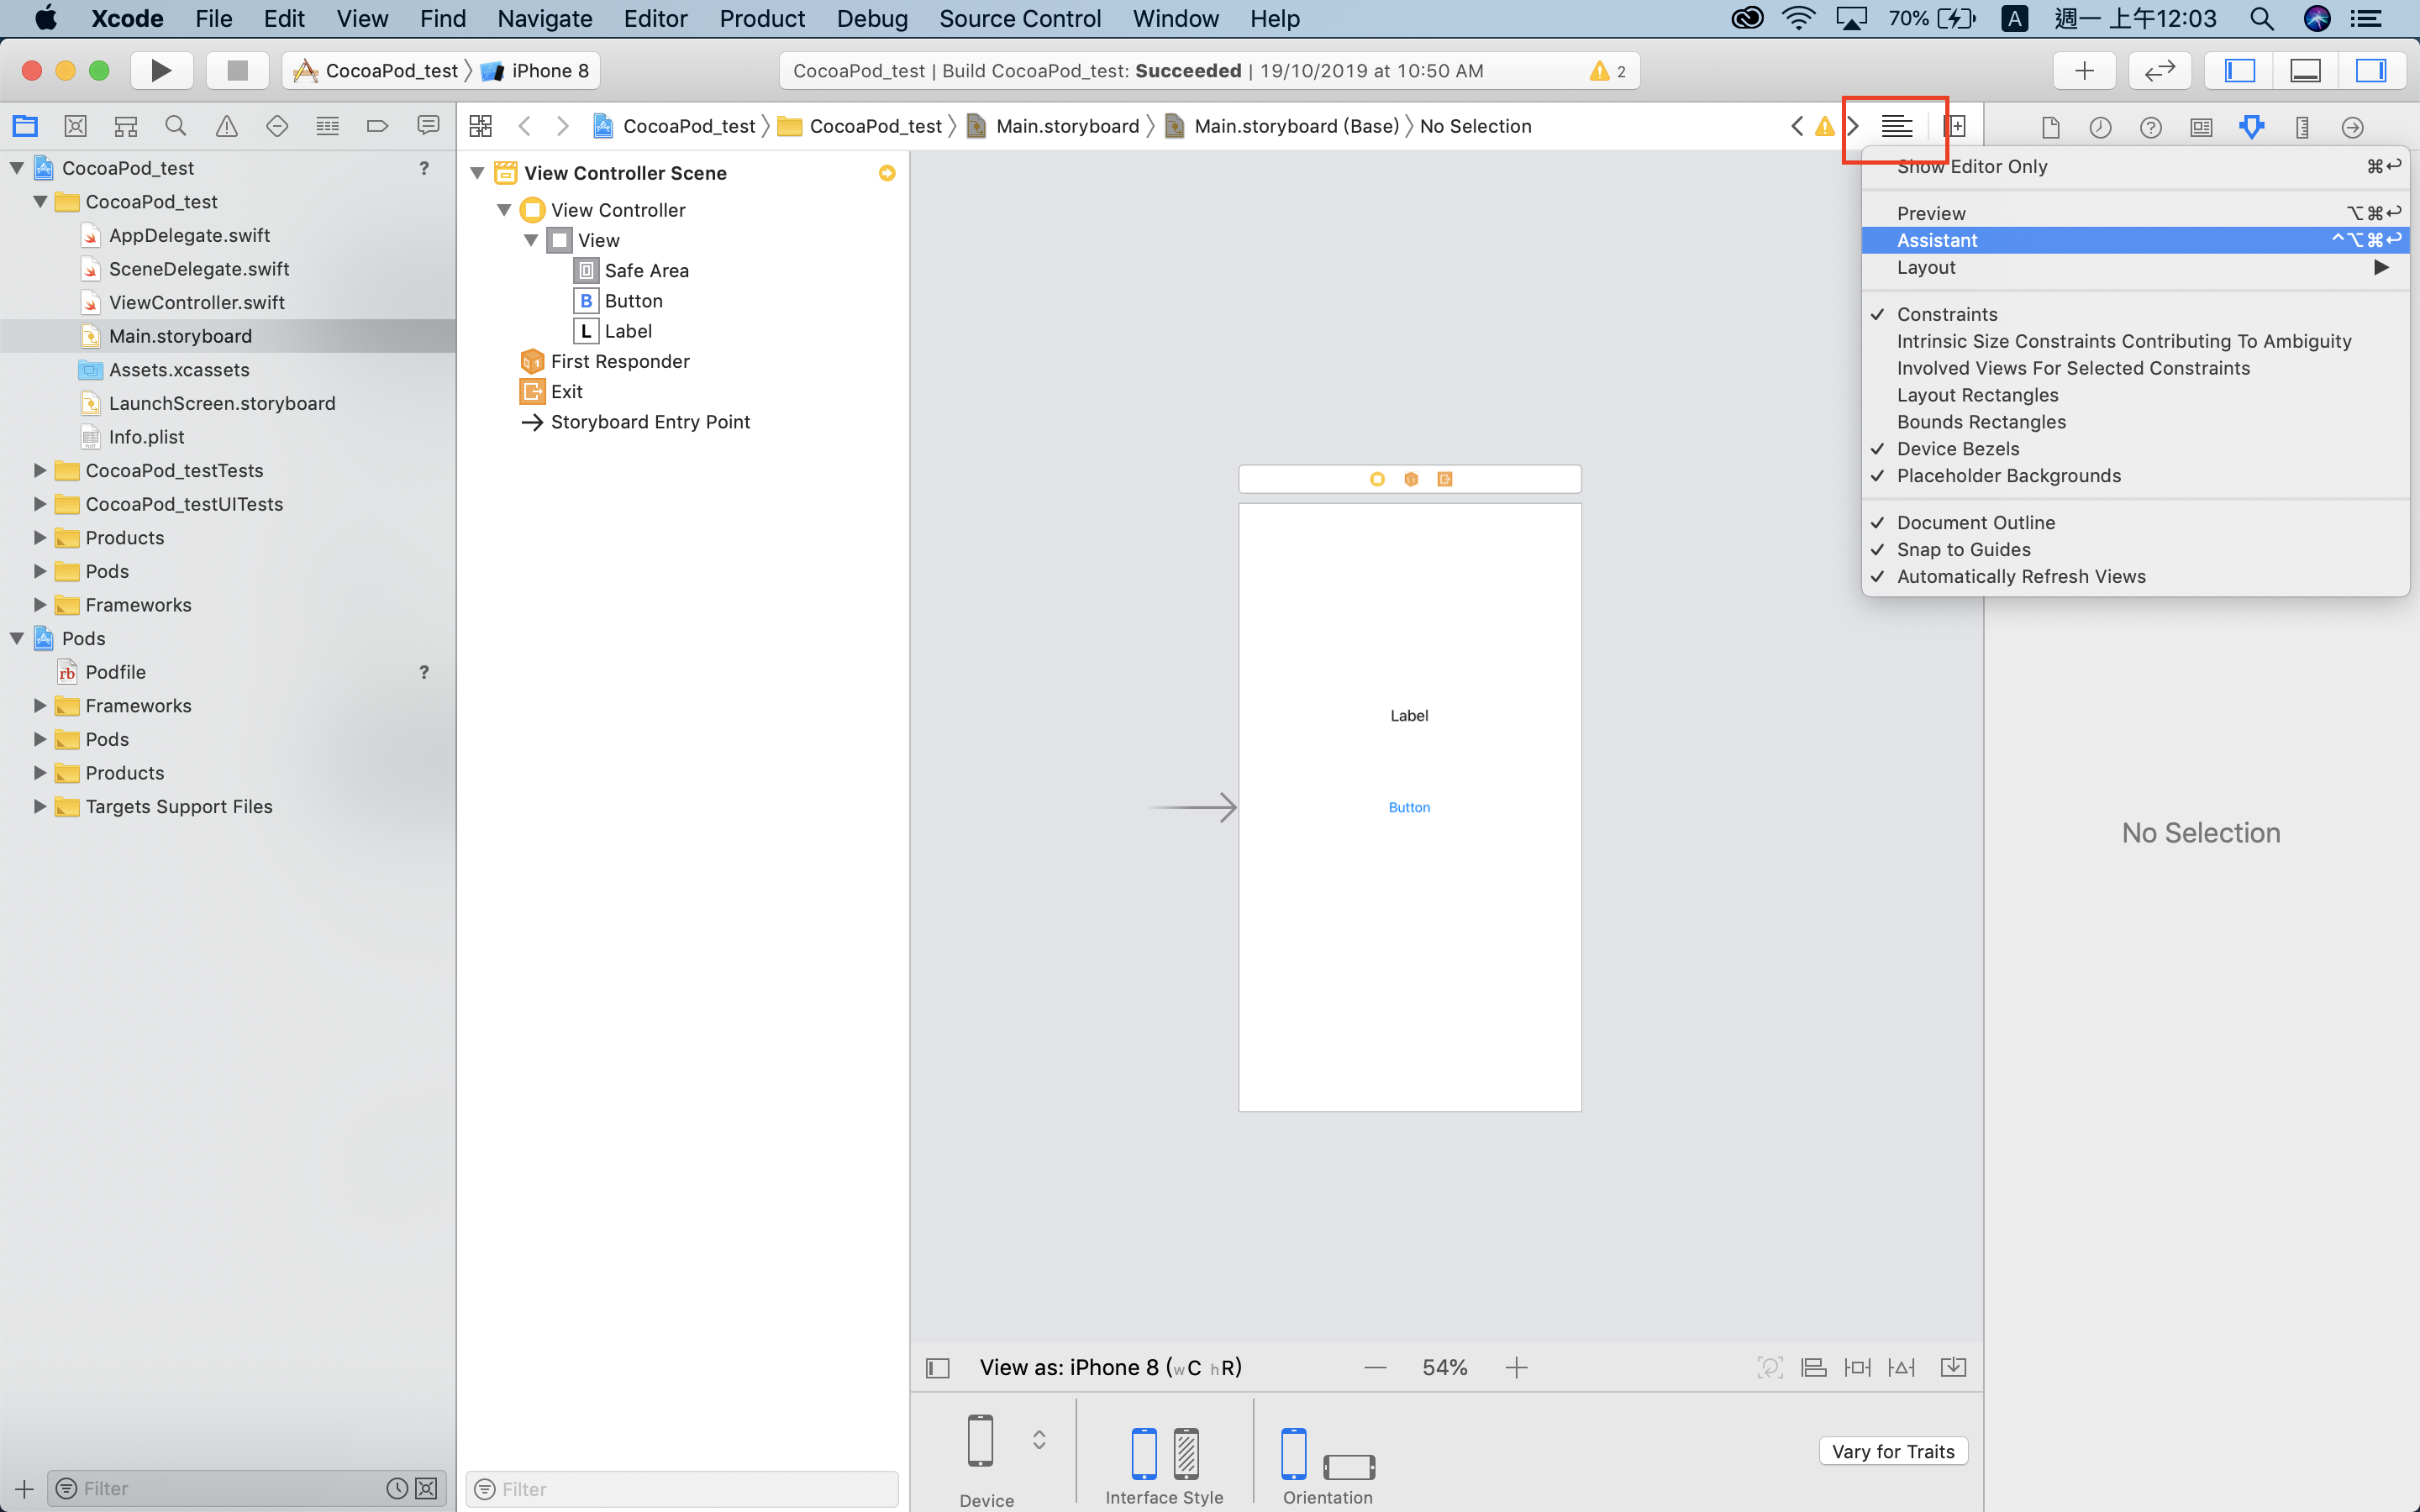 Xcode File Edit View Find Navigate Editor Product Debug Source Control Window Help 70% A 週一 上午12:03
CocoaPod_test iPhone 8 CocoaPod_test | Build CocoaPod_test: Succeeded | 19/10/2019 at 10:50 AM 2
CocoaPod_test CocoaPod_test Main.storyboard Main.storyboard (Base) No Selection
CocoaPod_test ?
CocoaPod_test
AppDelegate.swift
SceneDelegate.swift
ViewController.swift
Main.storyboard
Assets.xcassets
LaunchScreen.storyboard
Info.plist
CocoaPod_testTests
CocoaPod_testUITests
Products
Pods
Frameworks
Pods
rb Podfile ?
Frameworks
Pods
Products
Targets Support Files
Filter
View Controller Scene
View Controller
View
Safe Area
B Button
L Label
First Responder
Exit
Storyboard Entry Point
Filter
Label
Button
View as: iPhone 8 (wC hR) 54%
Device
Interface Style
Orientation
Vary for Traits
Show Editor Only ⌘↩
Preview ⌥⌘↩
Assistant ^⌥⌘↩
Layout
✓ Constraints
Intrinsic Size Constraints Contributing To Ambiguity
Involved Views For Selected Constraints
Layout Rectangles
Bounds Rectangles
✓ Device Bezels
✓ Placeholder Backgrounds
✓ Document Outline
✓ Snap to Guides
✓ Automatically Refresh Views
No Selection